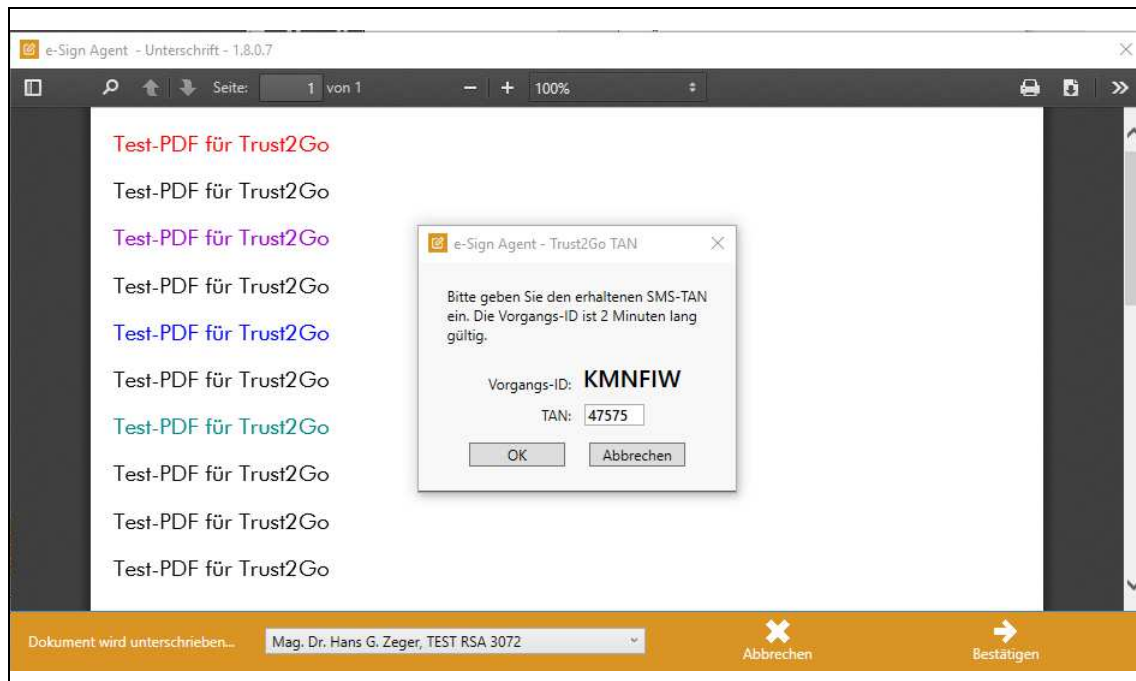 e-Sign Agent - Unterschrift - 1.8.0.7
Seite: 1 von 1 100%
Test-PDF für Trust2Go
Test-PDF für Trust2Go
Test-PDF für Trust2Go
Test-PDF für Trust2Go
Test-PDF für Trust2Go
Test-PDF für Trust2Go
Test-PDF für Trust2Go
Test-PDF für Trust2Go
Test-PDF für Trust2Go
Test-PDF für Trust2Go
e-Sign Agent - Trust2Go TAN
Bitte geben Sie den erhaltenen SMS-TAN
ein. Die Vorgangs-ID ist 2 Minuten lang
gültig.
Vorgangs-ID: KMNFIW
TAN: 47575
OK Abbrechen
Dokument wird unterschrieben... Mag. Dr. Hans G. Zeger, TEST RSA 3072 Abbrechen Bestätigen